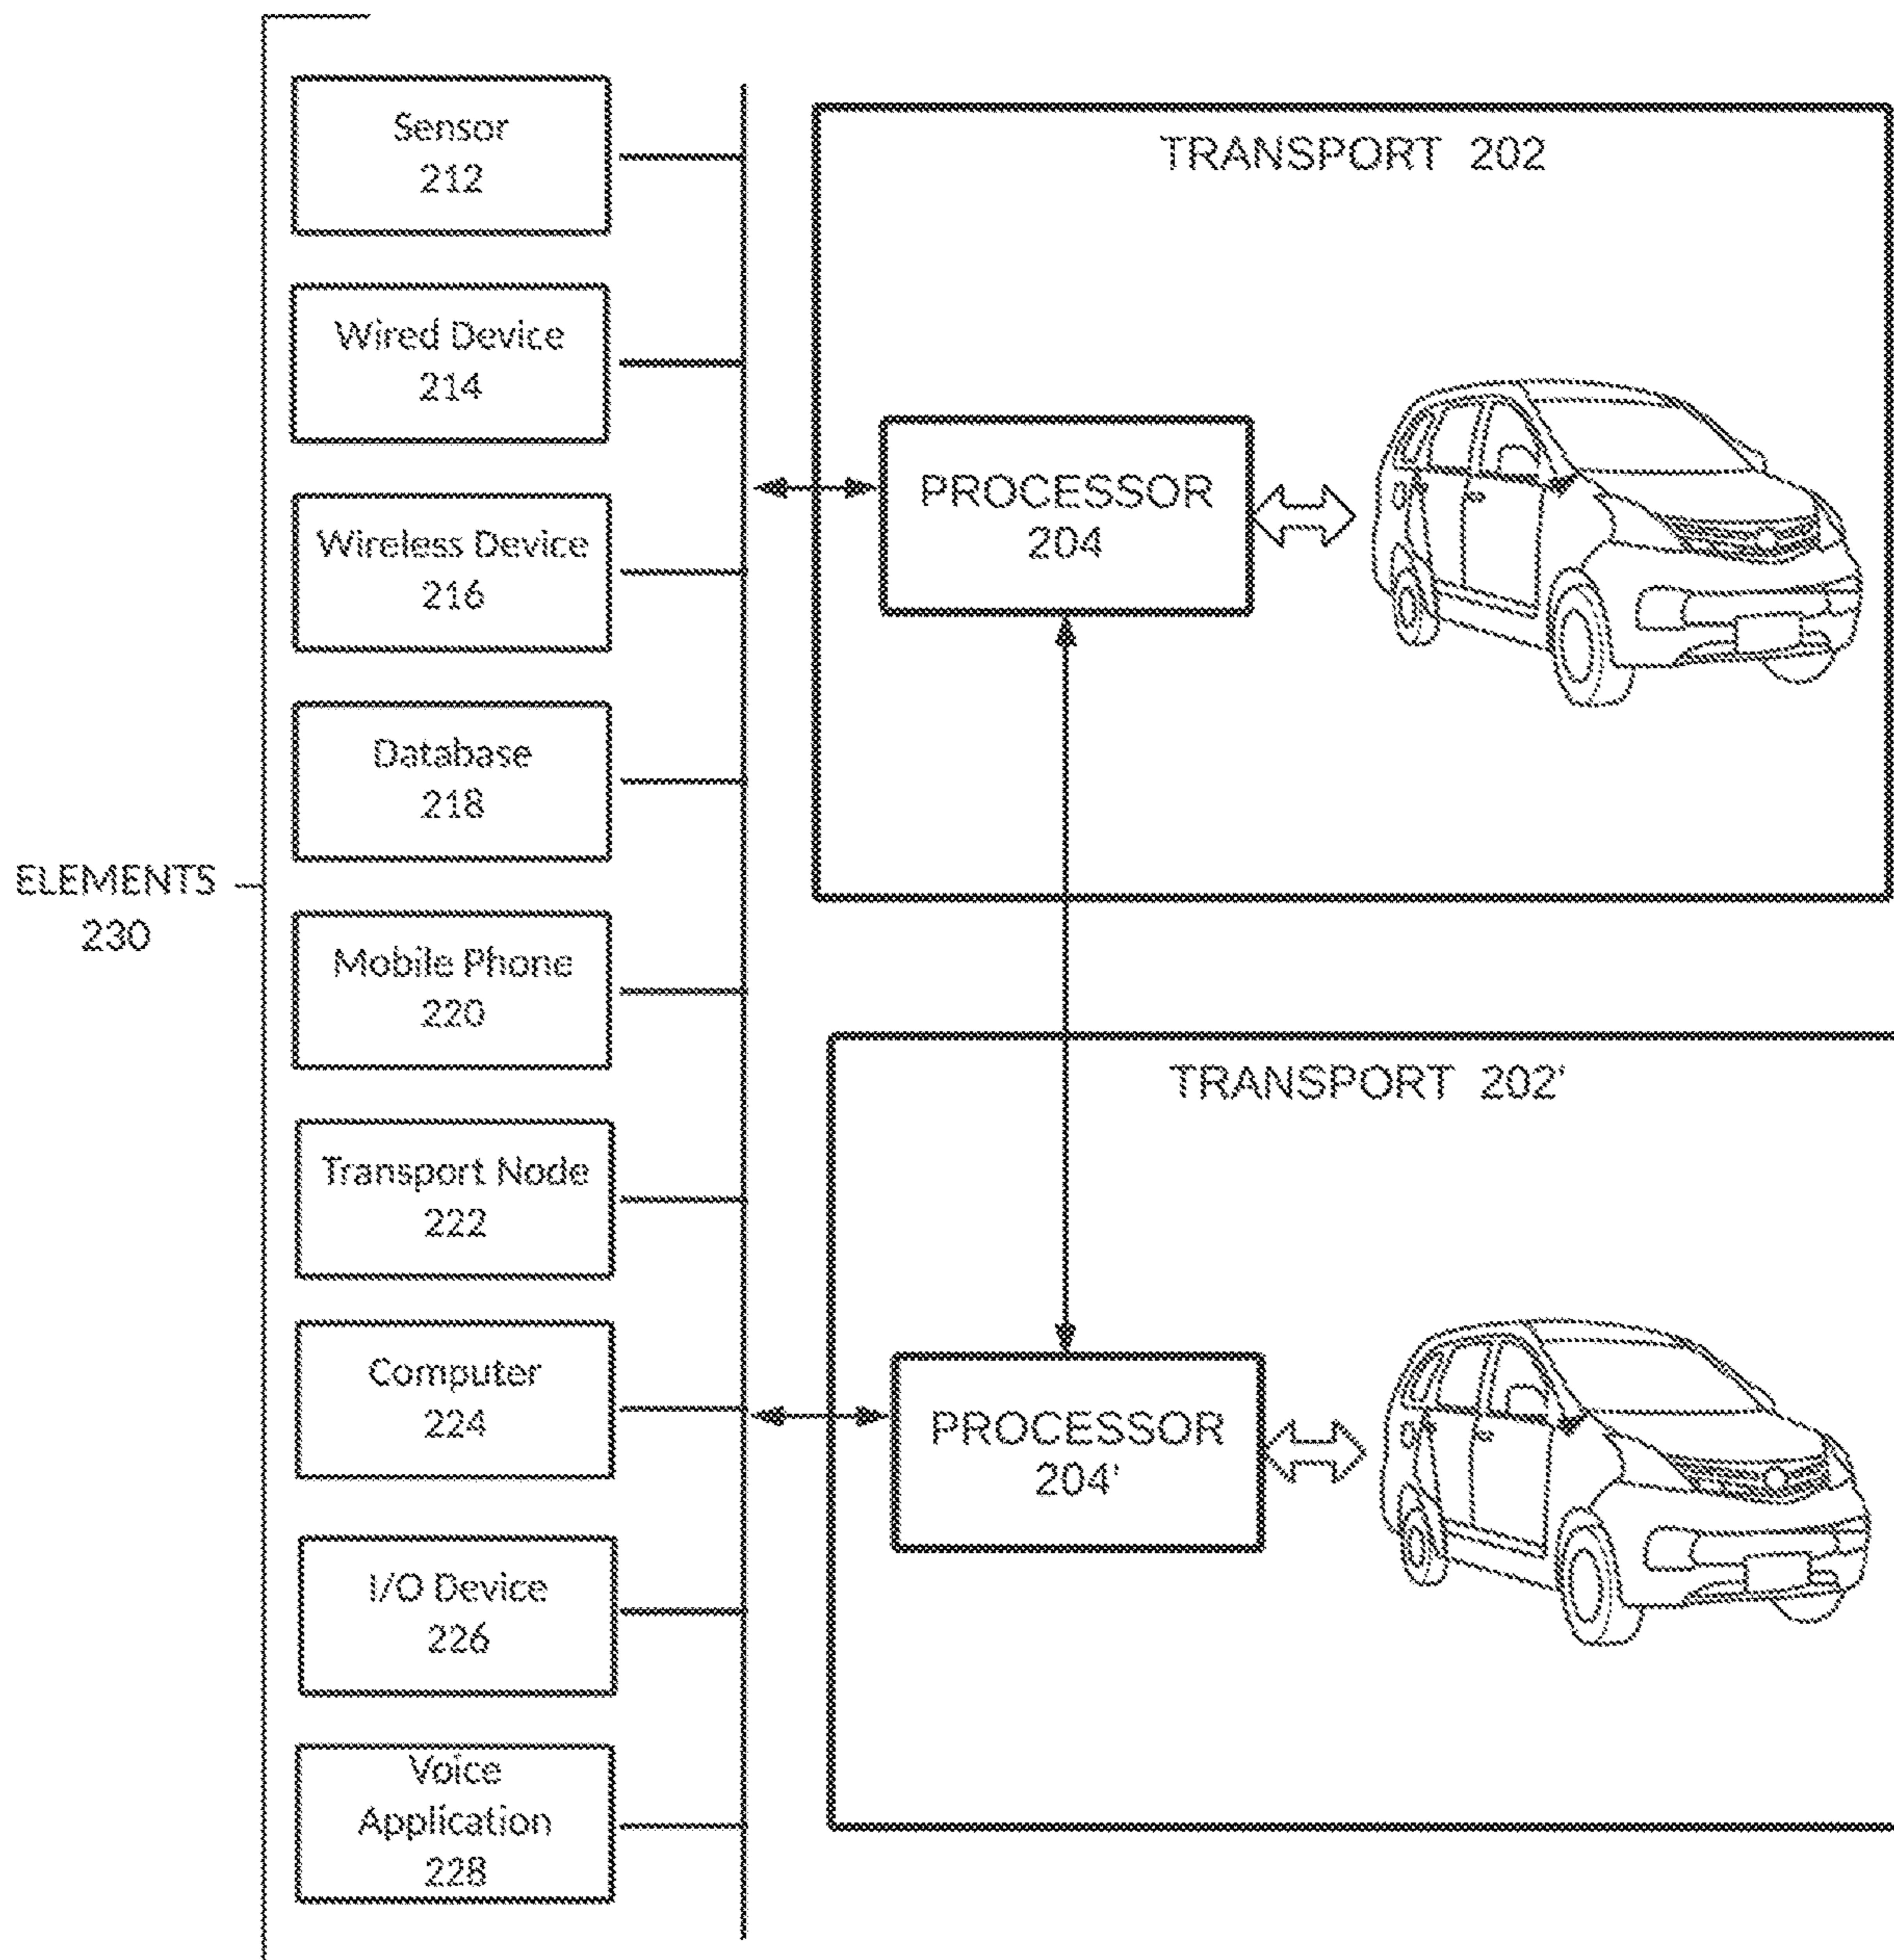 ELEMENTS
230
Sensor
212
Wired Device
214
Wireless Device
216
Database
218
Mobile Phone
220
Transport Node
222
Computer
224
I/O Device
226
Voice
Application
228
TRANSPORT 202
PROCESSOR
204
TRANSPORT 202'
PROCESSOR
204'